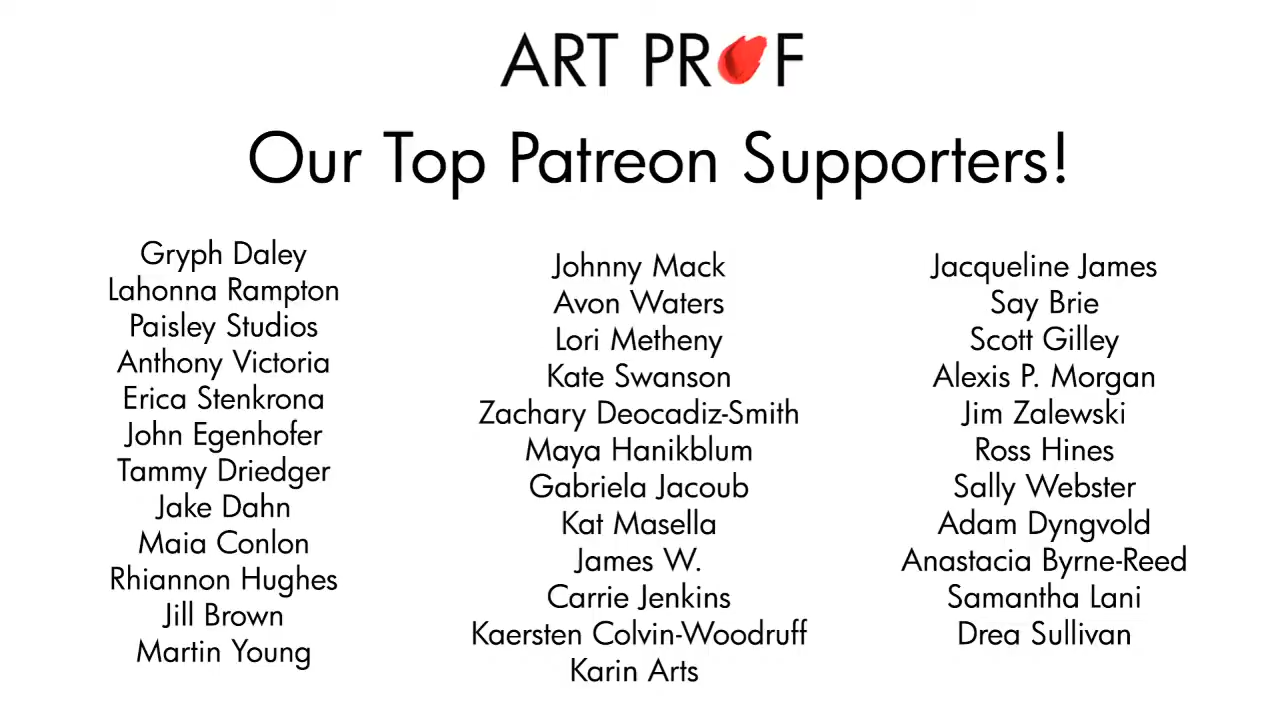 ART PROF
Our Top Patreon Supporters!
Gryph Daley
Lahonna Rampton
Paisley Studios
Anthony Victoria
Erica Stenkrona
John Egenhofer
Tammy Driedger
Jake Dahn
Maia Conlon
Rhiannon Hughes
Jill Brown
Martin Young
Johnny Mack
Avon Waters
Lori Metheny
Kate Swanson
Zachary Deocadiz-Smith
Maya Hanikblum
Gabriela Jacoub
Kat Masella
James W.
Carrie Jenkins
Kaersten Colvin-Woodruff
Karin Arts
Jacqueline James
Say Brie
Scott Gilley
Alexis P. Morgan
Jim Zalewski
Ross Hines
Sally Webster
Adam Dyngvold
Anastacia Byrne-Reed
Samantha Lani
Drea Sullivan